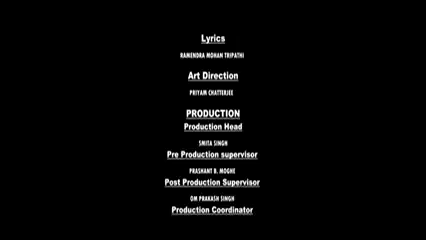 Lyrics
RAMENDRA MOHAN TRIPATHI
Art Direction
PRIYAM CHATTERJEE
PRODUCTION
Production Head
SMITA SINGH
Pre Production supervisor
PRASHANT B. MOGHE
Post Production Supervisor
OM PRAKASH SINGH
Production Coordinator